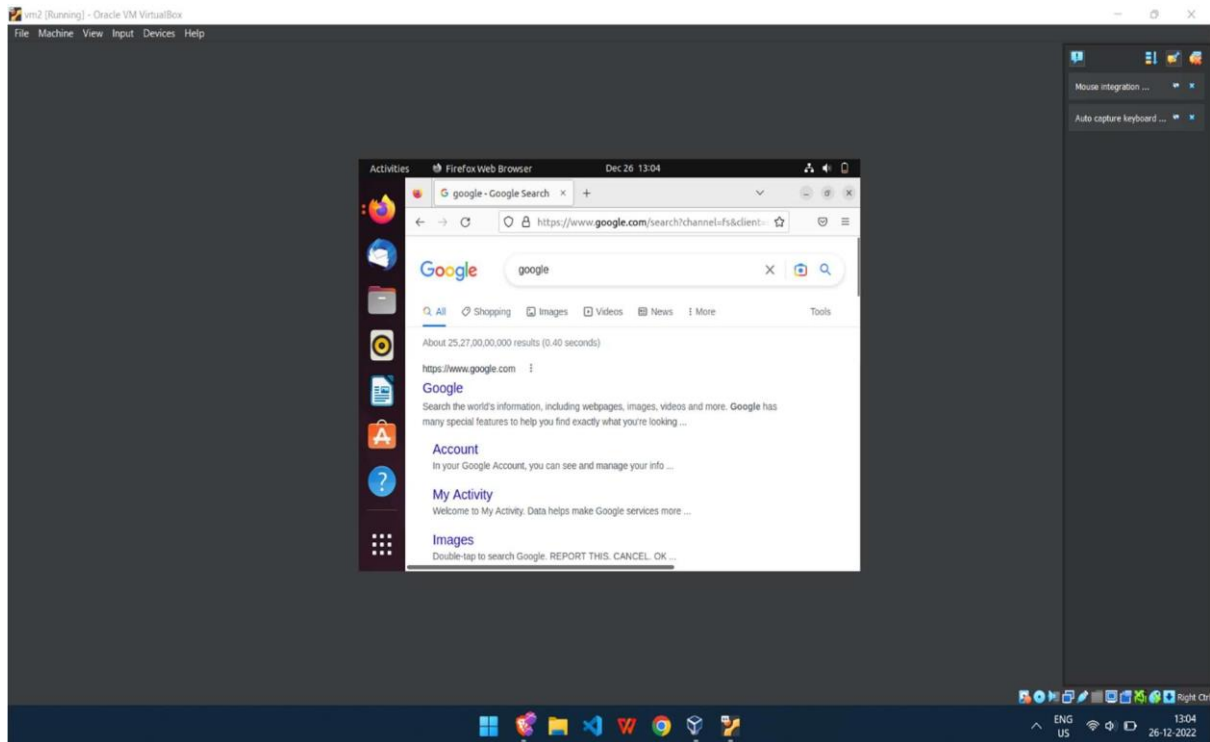 vm2 [Running] - Oracle VM VirtualBox
File Machine View Input Devices Help
Mouse integration ...
Auto capture keyboard ...
Activities Firefox Web Browser Dec 26 13:04
google - Google Search
https://www.google.com/search?channel=fs&client=
Google google
All Shopping Images Videos News More Tools
About 25,27,00,00,000 results (0.40 seconds)
https://www.google.com
Google
Search the world's information, including webpages, images, videos and more. Google has
many special features to help you find exactly what you're looking ...
Account
In your Google Account, you can see and manage your info ...
My Activity
Welcome to My Activity. Data helps make Google services more ...
Images
Double-tap to search Google. REPORT THIS. CANCEL. OK ...
Right Ctrl
ENG 13:04
US 26-12-2022